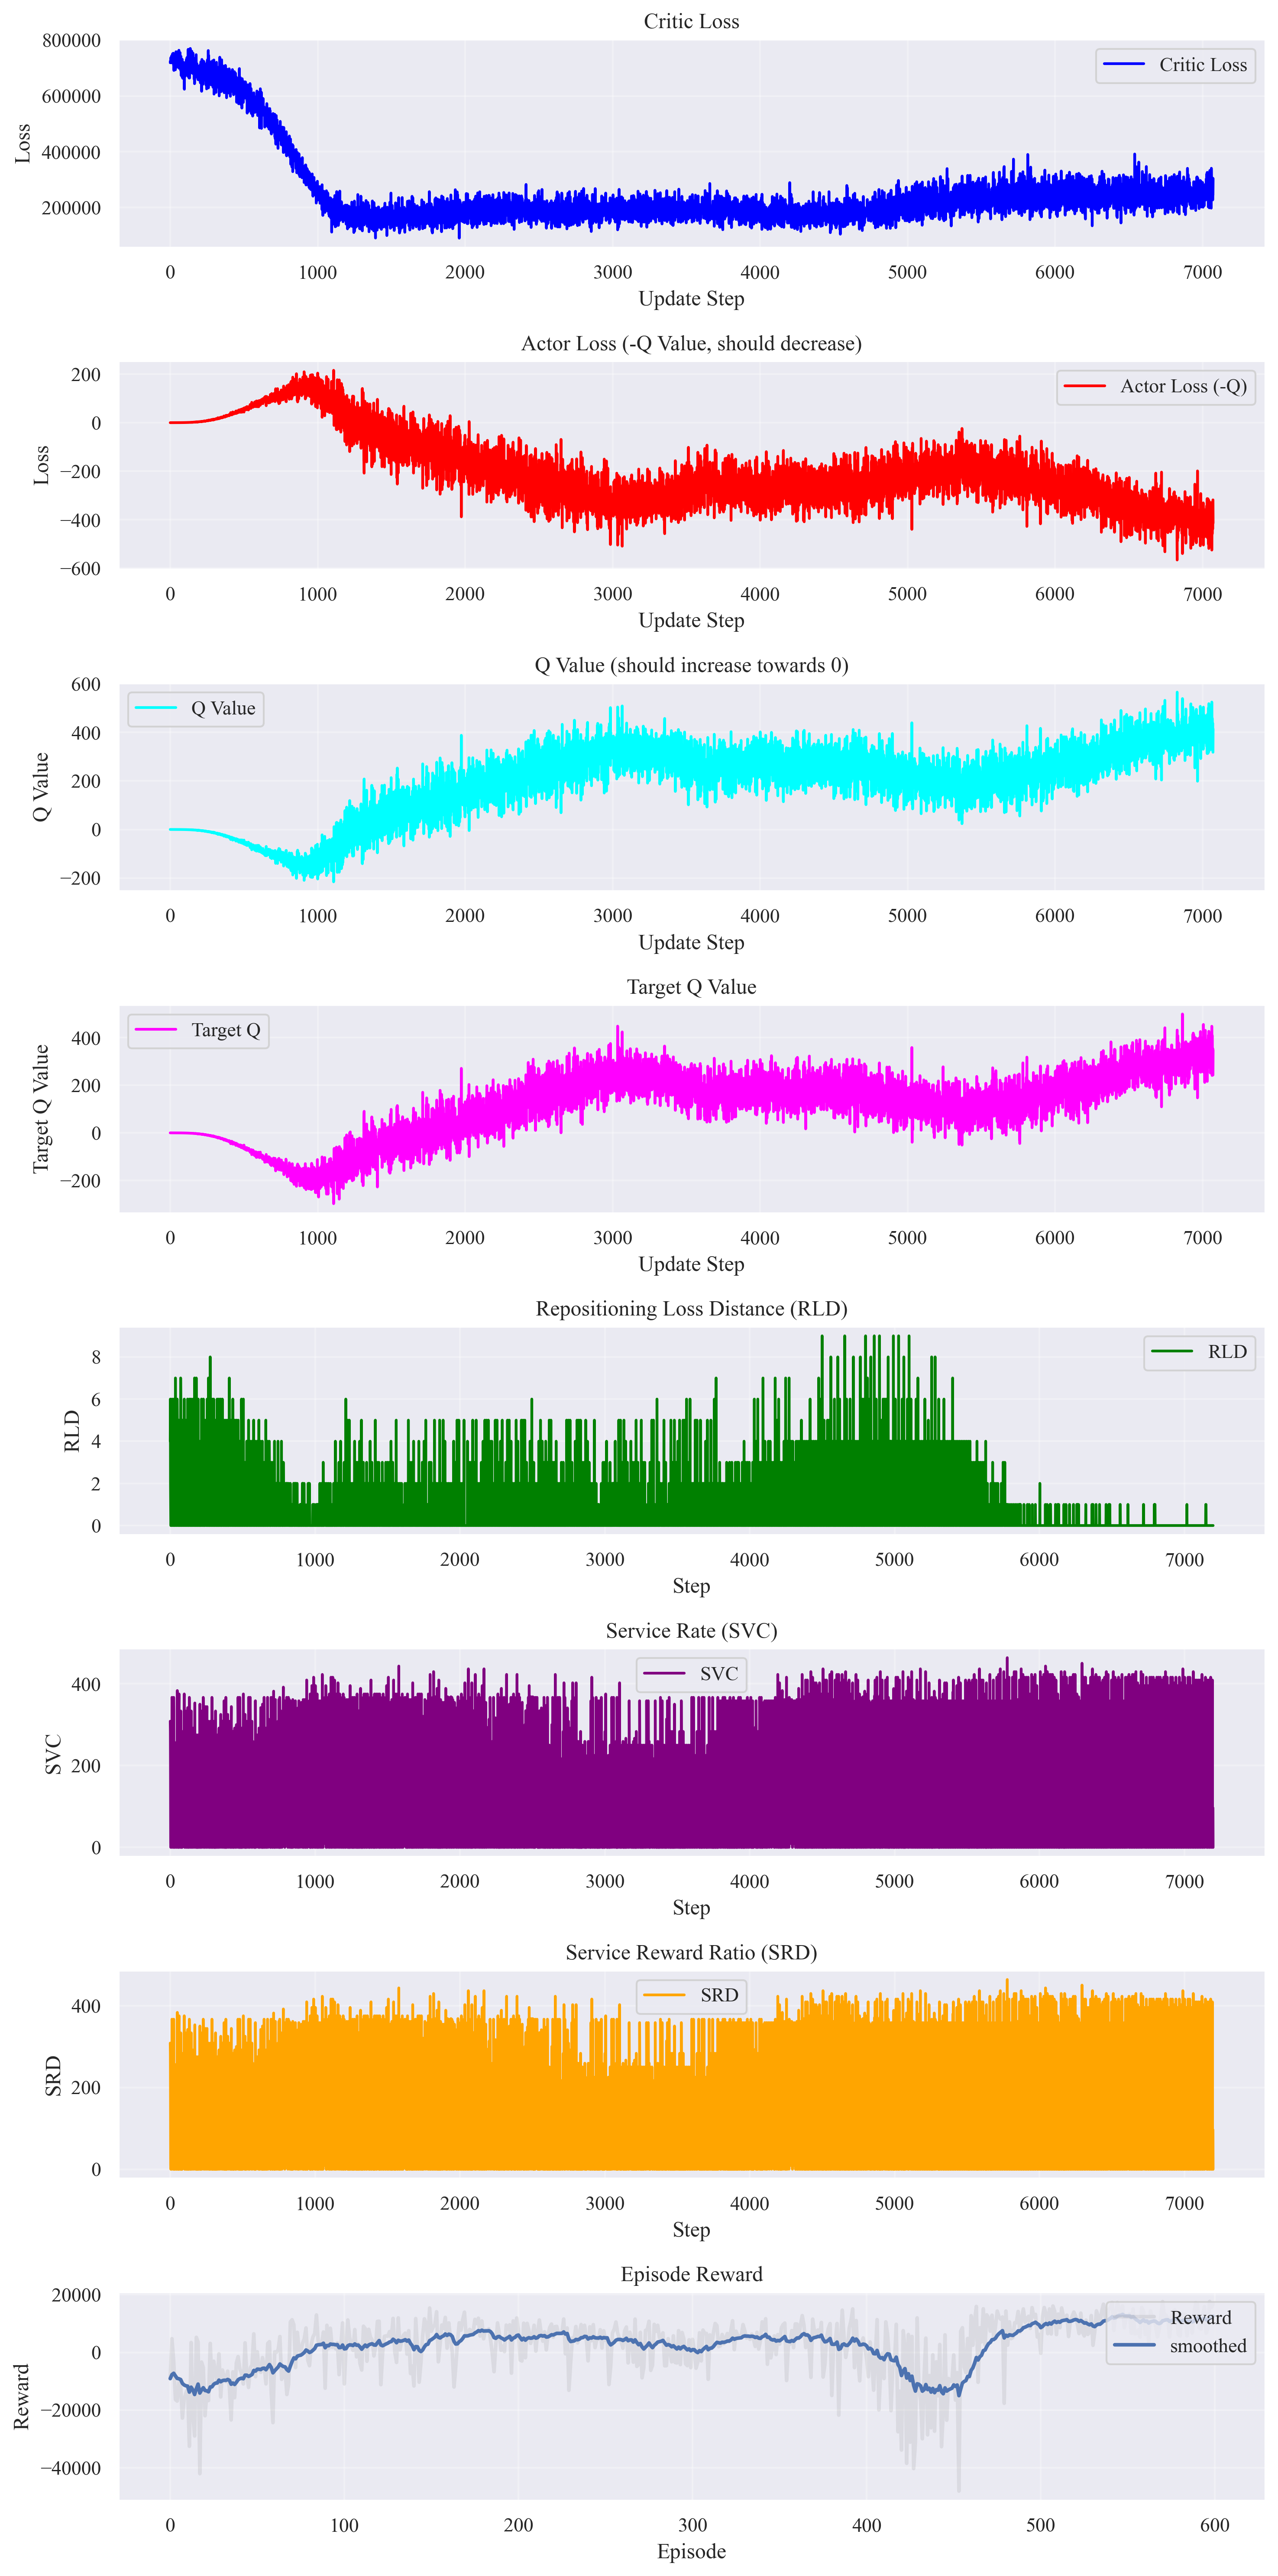 Critic Loss
800000
600000
400000
200000
Loss
Critic Loss
0 1000 2000 3000 4000 5000 6000 7000
Update Step
Actor Loss (-Q Value, should decrease)
200
0
−200
−400
−600
Loss
Actor Loss (-Q)
0 1000 2000 3000 4000 5000 6000 7000
Update Step
Q Value (should increase towards 0)
600
400
200
0
−200
Q Value
Q Value
0 1000 2000 3000 4000 5000 6000 7000
Update Step
Target Q Value
400
200
0
−200
Target Q Value
Target Q
0 1000 2000 3000 4000 5000 6000 7000
Update Step
Repositioning Loss Distance (RLD)
8
6
4
2
0
RLD
RLD
0 1000 2000 3000 4000 5000 6000 7000
Step
Service Rate (SVC)
400
200
0
SVC
SVC
0 1000 2000 3000 4000 5000 6000 7000
Step
Service Reward Ratio (SRD)
400
200
0
SRD
SRD
0 1000 2000 3000 4000 5000 6000 7000
Step
Episode Reward
20000
0
−20000
−40000
Reward
Reward
smoothed
0 100 200 300 400 500 600
Episode